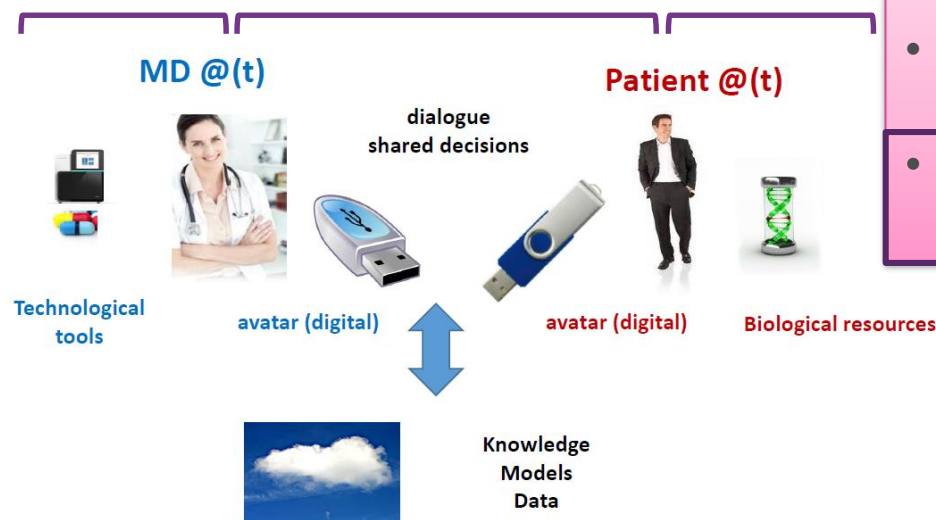 MD @(t)
Patient @(t)
dialogue
shared decisions
Technological
tools
avatar (digital)
avatar (digital)
Biological resources
Knowledge
Models
Data